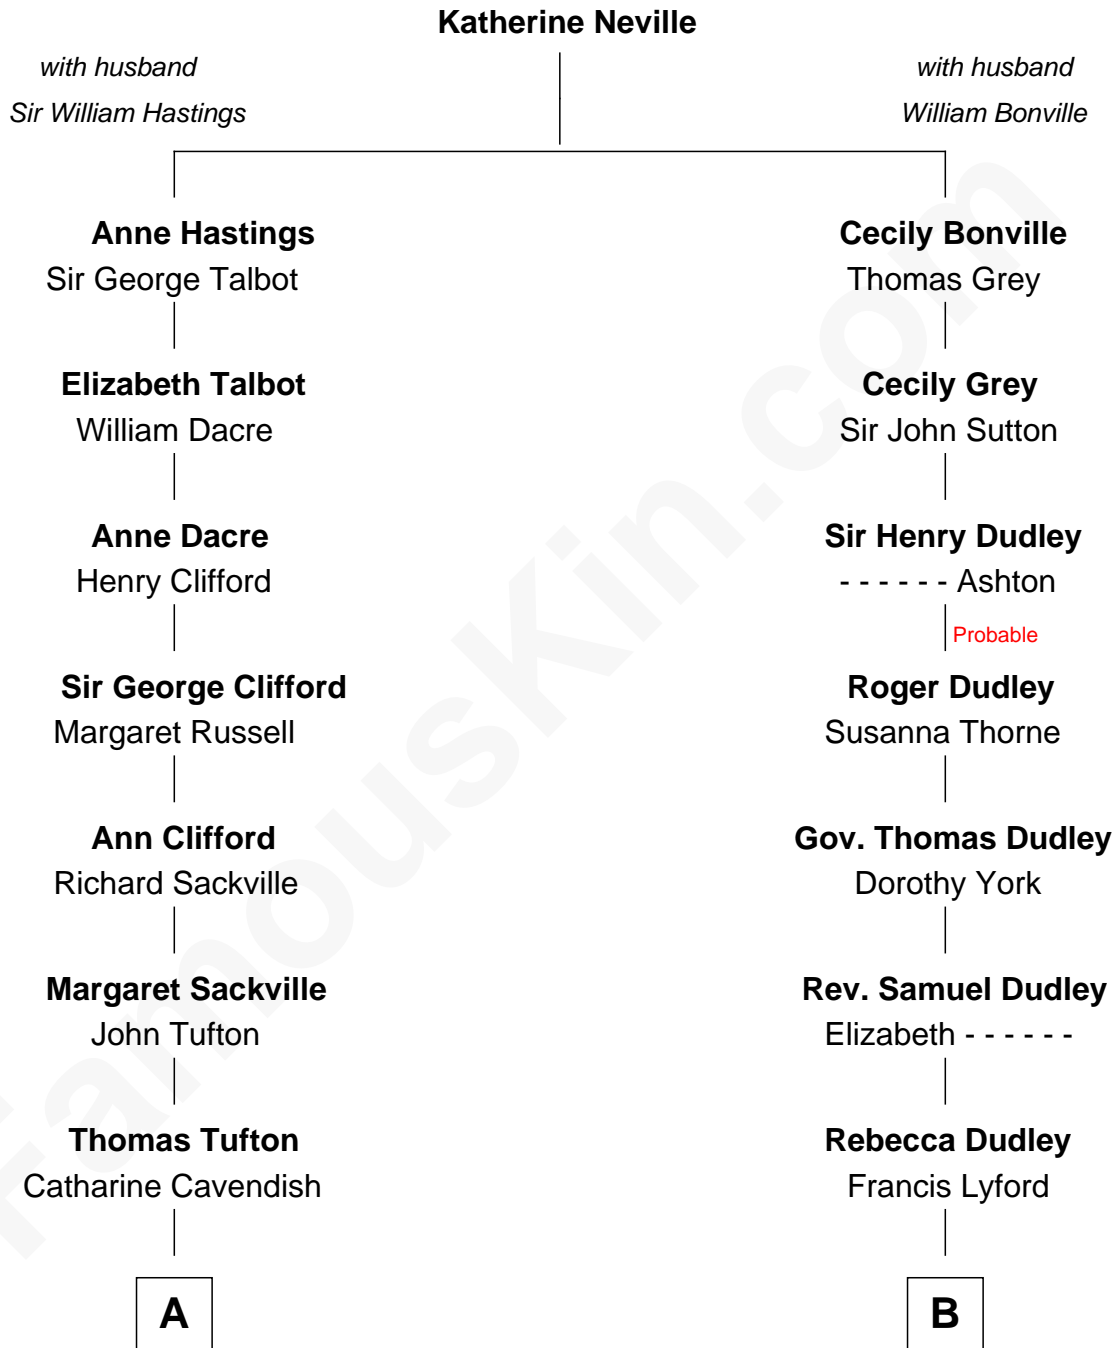 Katherine Neville
with husband
Sir William Hastings
with husband
William Bonville
Anne Hastings
Sir George Talbot
Elizabeth Talbot
William Dacre
Anne Dacre
Henry Clifford
Sir George Clifford
Margaret Russell
Ann Clifford
Richard Sackville
Margaret Sackville
John Tufton
Thomas Tufton
Catharine Cavendish
A
Cecily Bonville
Thomas Grey
Cecily Grey
Sir John Sutton
Sir Henry Dudley
- - - - - - Ashton
Probable
Roger Dudley
Susanna Thorne
Gov. Thomas Dudley
Dorothy York
Rev. Samuel Dudley
Elizabeth - - - - - -
Rebecca Dudley
Francis Lyford
B
FamousKin.com